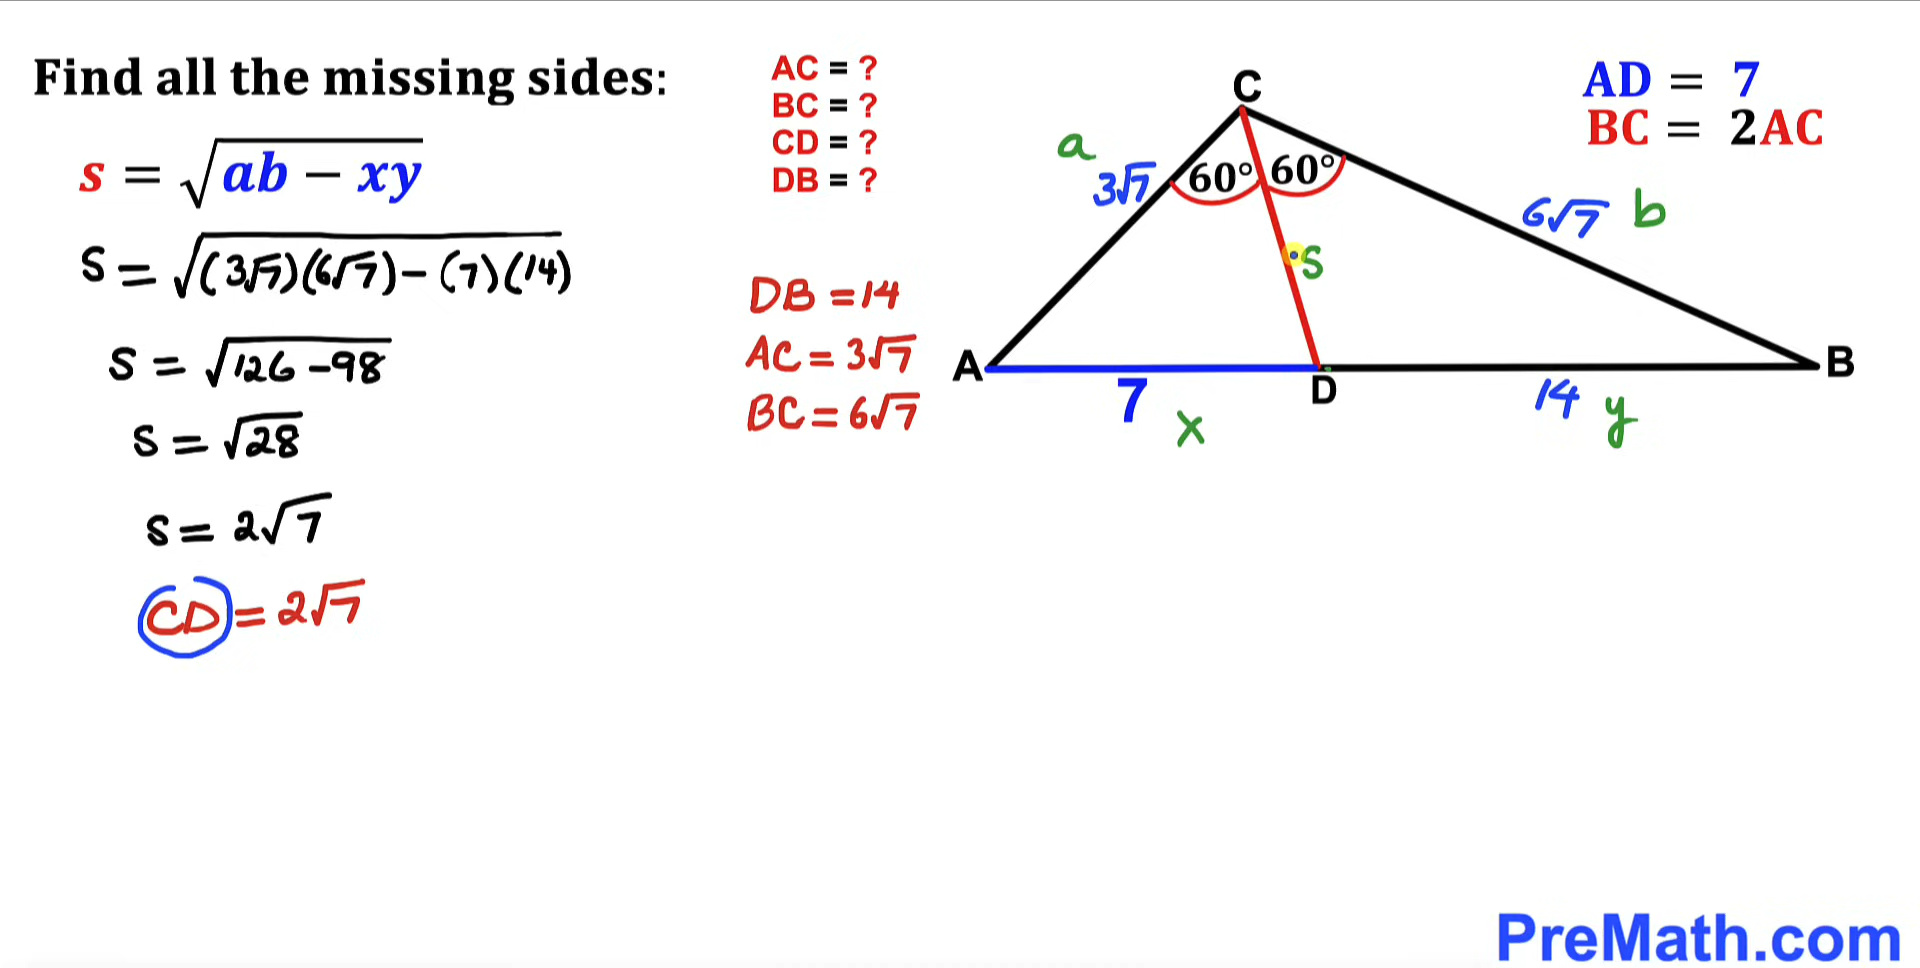 Find all the missing sides:
s = √ab − xy
S = √(3√7)(6√7) − (7)(14)
S = √126 − 98
S = √28
S = 2√7
CD = 2√7
AC = ?
BC = ?
CD = ?
DB = ?
DB = 14
AC = 3√7
BC = 6√7
AD = 7
BC = 2AC
C
a
3√7
60° 60°
6√7 b
S
A
B
D
7 x
14 y
PreMath.com